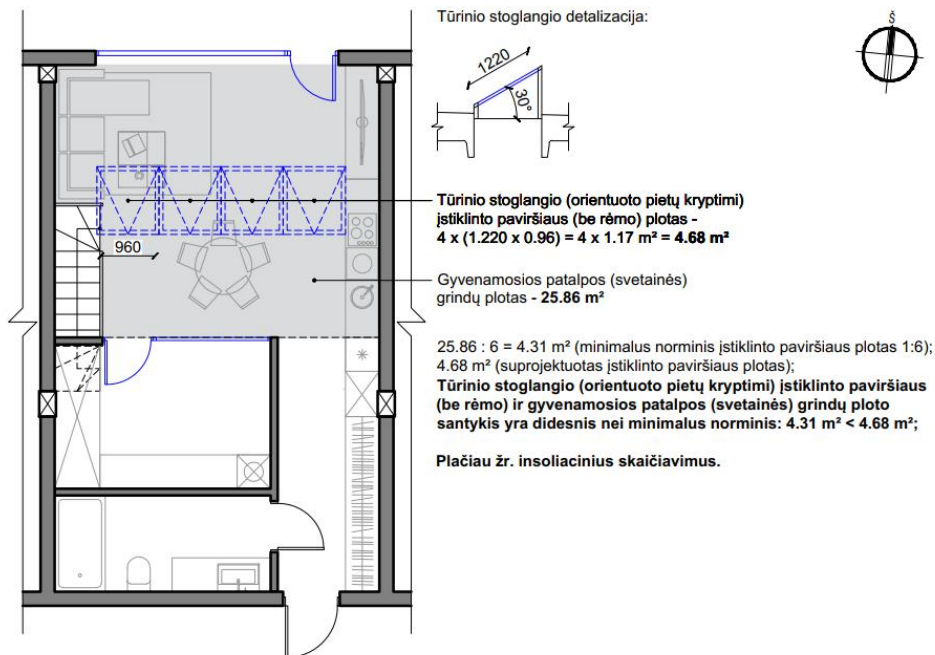 Tūrinio stoglangio detalizacija:
Š
1220
30°
Tūrinio stoglangio (orientuoto pietų kryptimi)
įstiklinto paviršiaus (be rėmo) plotas -
4 x (1.220 x 0.96) = 4 x 1.17 m² = 4.68 m²
960
Gyvenamosios patalpos (svetainės)
grindų plotas - 25.86 m²
25.86 : 6 = 4.31 m² (minimalus norminis įstiklinto paviršiaus plotas 1:6);
4.68 m² (suprojektuotas įstiklinto paviršiaus plotas);
Tūrinio stoglangio (orientuoto pietų kryptimi) įstiklinto paviršiaus
(be rėmo) ir gyvenamosios patalpos (svetainės) grindų ploto
santykis yra didesnis nei minimalus norminis: 4.31 m² < 4.68 m²;
Plačiau žr. insoliacinius skaičiavimus.